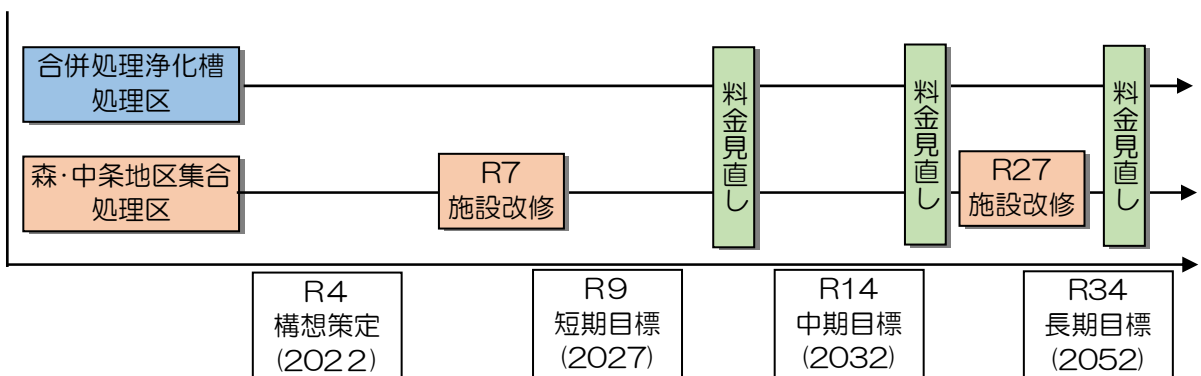 合併処理浄化槽
処理区
料金見直し
料金見直し
料金見直し
森・中条地区集合
処理区
R7
施設改修
R27
施設改修
R4
構想策定
(2022)
R9
短期目標
(2027)
R14
中期目標
(2032)
R34
長期目標
(2052)